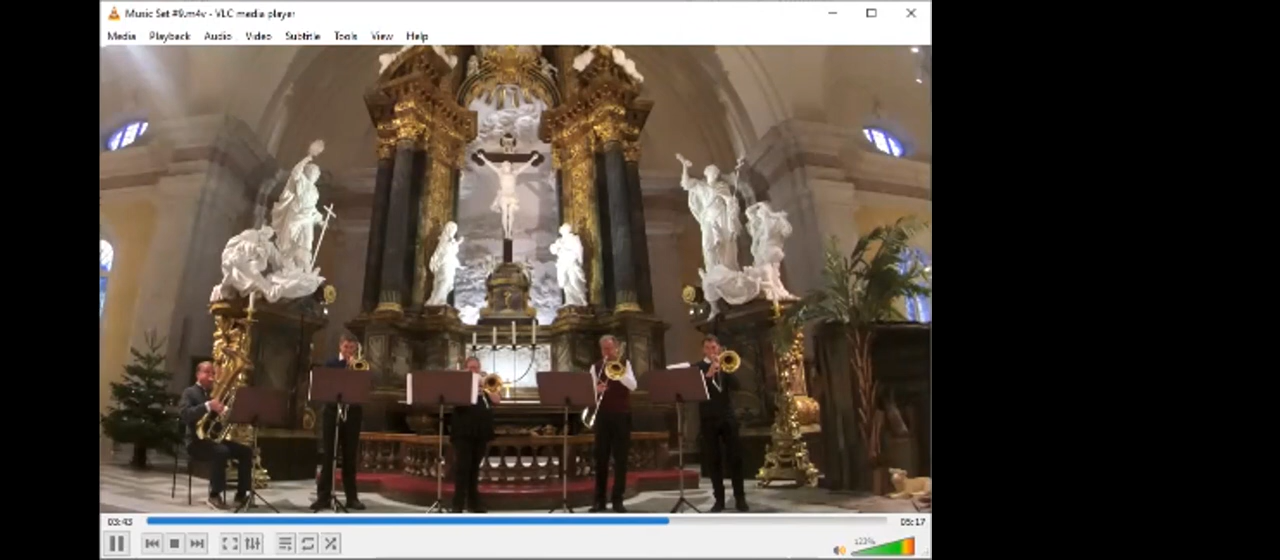 Music Set #9.m4v - VLC media player
Media Playback Audio Video Subtitle Tools View Help
03:43
05:17
123%